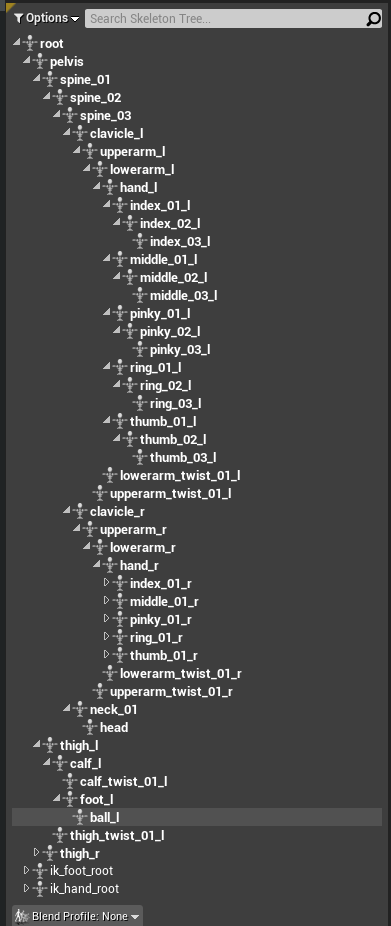 Options Search Skeleton Tree...
root
pelvis
spine_01
spine_02
spine_03
clavicle_l
upperarm_l
lowerarm_l
hand_l
index_01_l
index_02_l
index_03_l
middle_01_l
middle_02_l
middle_03_l
pinky_01_l
pinky_02_l
pinky_03_l
ring_01_l
ring_02_l
ring_03_l
thumb_01_l
thumb_02_l
thumb_03_l
lowerarm_twist_01_l
upperarm_twist_01_l
clavicle_r
upperarm_r
lowerarm_r
hand_r
index_01_r
middle_01_r
pinky_01_r
ring_01_r
thumb_01_r
lowerarm_twist_01_r
upperarm_twist_01_r
neck_01
head
thigh_l
calf_l
calf_twist_01_l
foot_l
ball_l
thigh_twist_01_l
thigh_r
ik_foot_root
ik_hand_root
Blend Profile: None